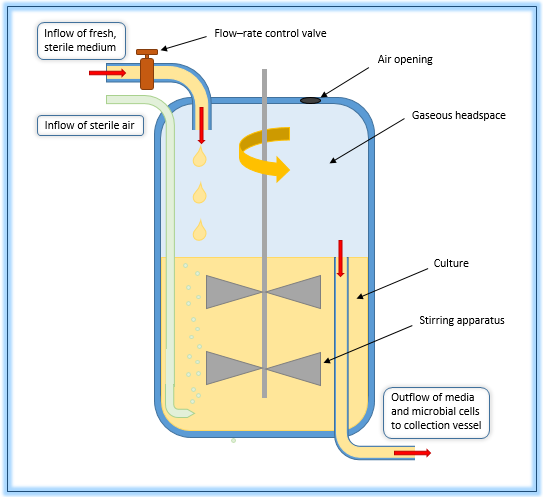 Inflow of fresh,
sterile medium
Flow–rate control valve
Air opening
Gaseous headspace
Inflow of sterile air
Culture
Stirring apparatus
Outflow of media
and microbial cells
to collection vessel